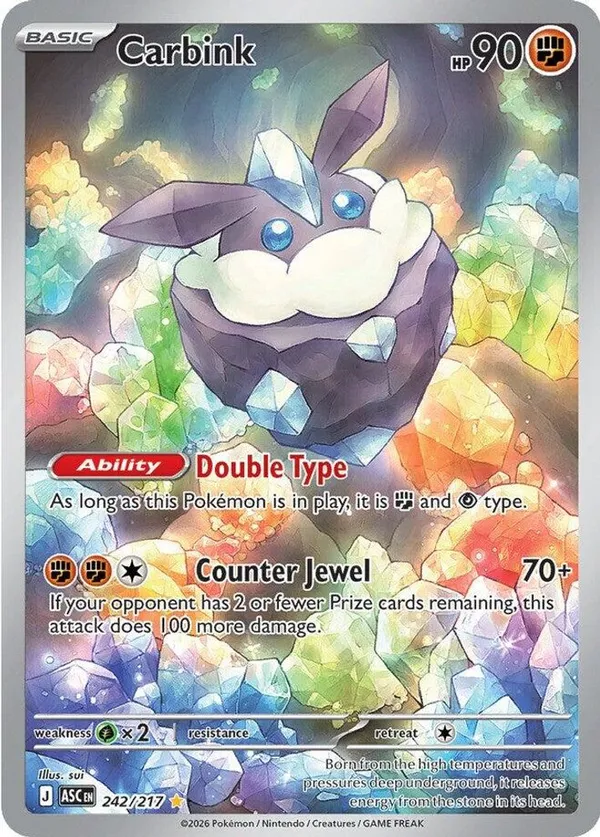 BASIC Carbink HP 90
Ability Double Type
As long as this Pokémon is in play, it is and type.
Counter Jewel 70+
If your opponent has 2 or fewer Prize cards remaining, this
attack does 100 more damage.
weakness ×2 resistance retreat
Illus. sui
Born from the high temperatures and
pressures deep underground, it releases
energy from the stone in its head.
J ASC EN 242/217
©2026 Pokémon / Nintendo / Creatures / GAME FREAK